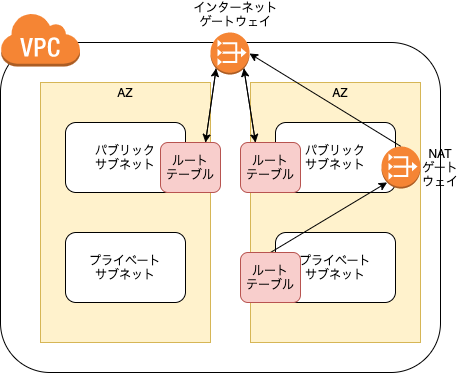 インターネット
ゲートウェイ
VPC
AZ
AZ
パブリック
サブネット
ルート
テーブル
ルート
テーブル
パブリック
サブネット
NAT
ゲート
ウェイ
プライベート
サブネット
ルート
テーブル
プライベート
サブネット